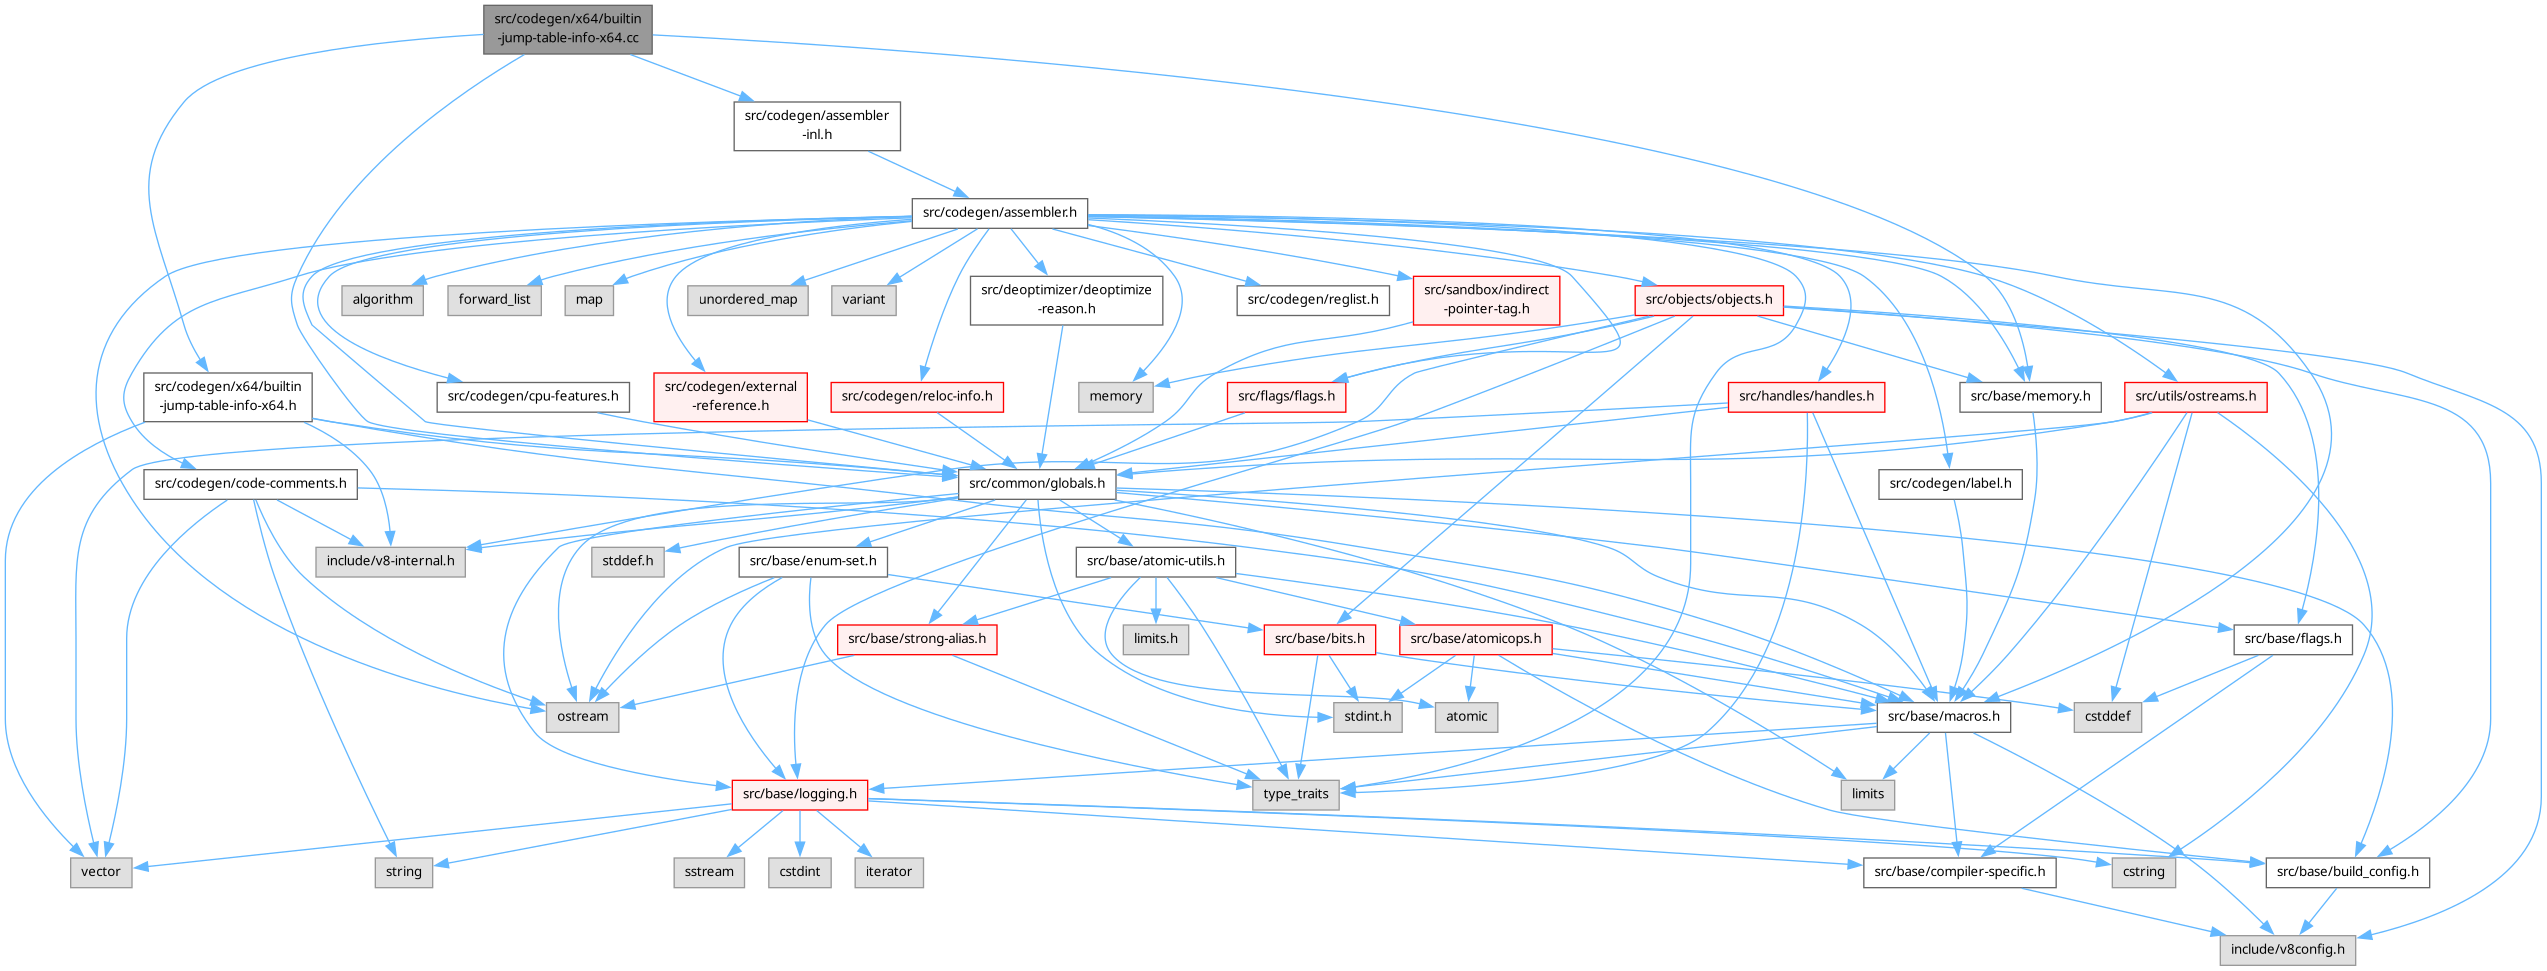 src/codegen/x64/builtin
-jump-table-info-x64.cc
src/codegen/assembler
-inl.h
src/codegen/assembler.h
algorithm
forward_list
map
unordered_map
variant
src/deoptimizer/deoptimize
-reason.h
src/codegen/reglist.h
src/sandbox/indirect
-pointer-tag.h
src/objects/objects.h
src/codegen/x64/builtin
-jump-table-info-x64.h
src/codegen/cpu-features.h
src/codegen/external
-reference.h
src/codegen/reloc-info.h
memory
src/flags/flags.h
src/handles/handles.h
src/base/memory.h
src/utils/ostreams.h
src/codegen/code-comments.h
src/common/globals.h
src/codegen/label.h
include/v8-internal.h
stddef.h
src/base/enum-set.h
src/base/atomic-utils.h
src/base/strong-alias.h
limits.h
src/base/bits.h
src/base/atomicops.h
src/base/flags.h
ostream
stdint.h
atomic
src/base/macros.h
cstddef
src/base/logging.h
type_traits
limits
vector
string
sstream
cstdint
iterator
src/base/compiler-specific.h
cstring
src/base/build_config.h
include/v8config.h